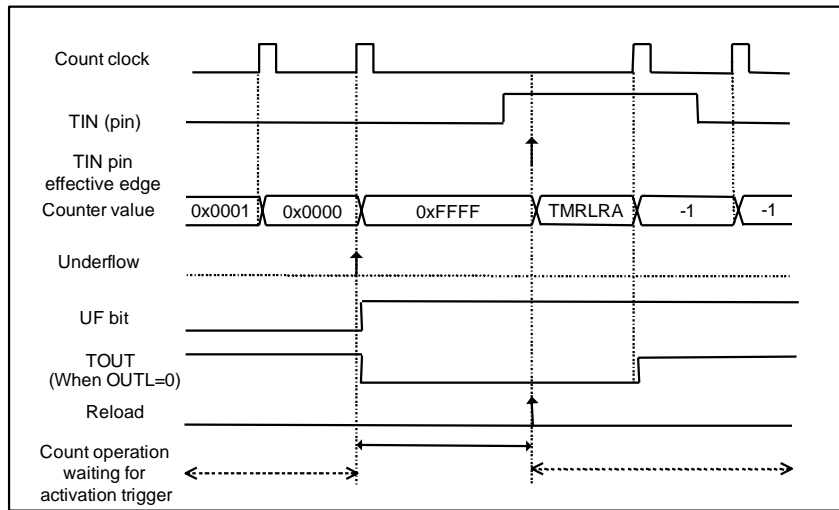 Count clock
TIN (pin)
TIN pin
effective edge
Counter value
0x0001 0x0000 0xFFFF TMRLRA -1 -1
Underflow
UF bit
TOUT
(When OUTL=0)
Reload
Count operation
waiting for
activation trigger